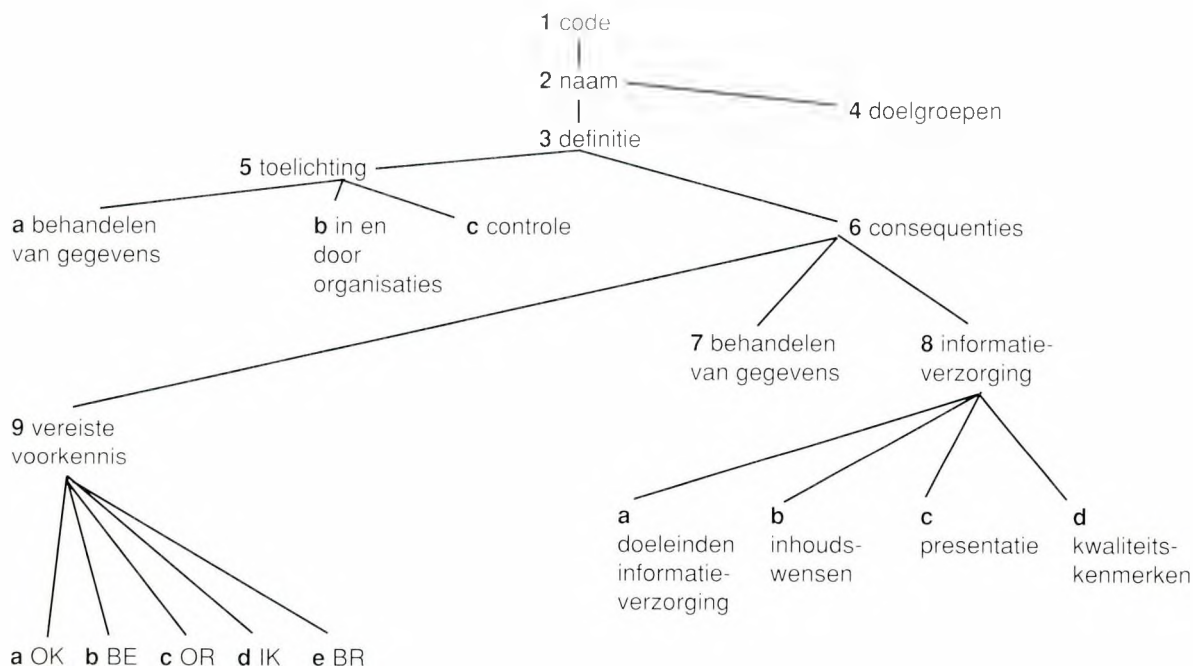 1 code
2 naam
4 doelgroepen
3 definitie
5 toelichting
a behandelen
van gegevens
b in en
door
organisaties
c controle
6 consequenties
7 behandelen
van gegevens
8 informatie-
verzorging
9 vereiste
voorkennis
a
doeleinden
informatie-
verzorging
b
inhouds-
wensen
c
presentatie
d
kwaliteits-
kenmerken
a OK b BE c OR d IK e BR